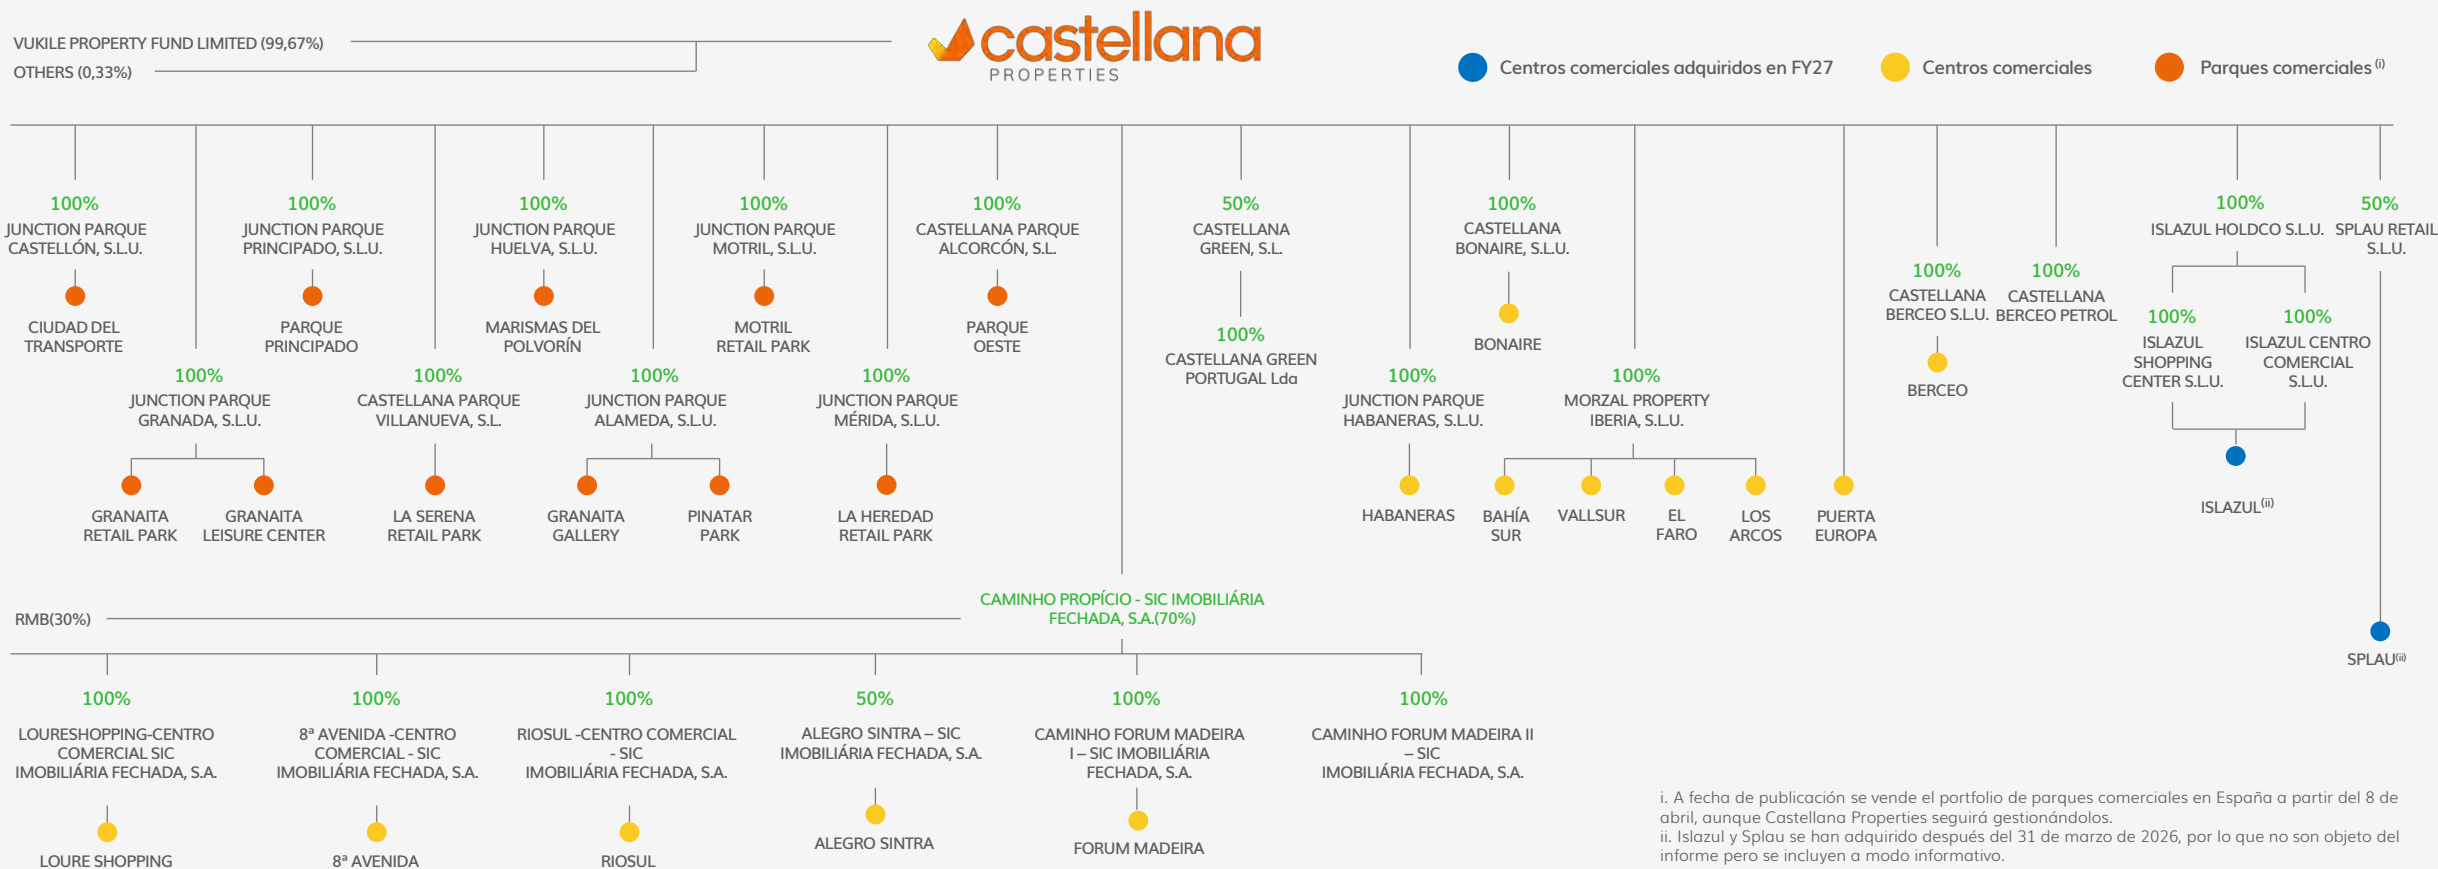 VUKILE PROPERTY FUND LIMITED (99,67%)
OTHERS (0,33%)
castellana
PROPERTIES
Centros comerciales adquiridos en FY27
Centros comerciales
Parques comerciales (i)
100%
JUNCTION PARQUE
CASTELLÓN, S.L.U.
CIUDAD DEL
TRANSPORTE
100%
JUNCTION PARQUE
GRANADA, S.L.U.
GRANAITA
RETAIL PARK
GRANAITA
LEISURE CENTER
100%
JUNCTION PARQUE
PRINCIPADO, S.L.U.
PARQUE
PRINCIPADO
100%
CASTELLANA PARQUE
VILLANUEVA, S.L.
LA SERENA
RETAIL PARK
100%
JUNCTION PARQUE
HUELVA, S.L.U.
MARISMAS DEL
POLVORÍN
100%
JUNCTION PARQUE
ALAMEDA, S.L.U.
GRANAITA
GALLERY
PINATAR
PARK
100%
JUNCTION PARQUE
MOTRIL, S.L.U.
MOTRIL
RETAIL PARK
100%
JUNCTION PARQUE
MÉRIDA, S.L.U.
LA HEREDAD
RETAIL PARK
100%
CASTELLANA PARQUE
ALCORCÓN, S.L.
PARQUE
OESTE
50%
CASTELLANA
GREEN, S.L.
100%
CASTELLANA GREEN
PORTUGAL Lda
100%
JUNCTION PARQUE
HABANERAS, S.L.U.
HABANERAS
100%
CASTELLANA
BONAIRE, S.L.U.
BONAIRE
100%
MORZAL PROPERTY
IBERIA, S.L.U.
BAHÍA
SUR
VALLSUR
EL
FARO
LOS
ARCOS
PUERTA
EUROPA
100%
CASTELLANA
BERCEO S.L.U.
BERCEO
100%
CASTELLANA
BERCEO PETROL
100%
ISLAZUL HOLDCO S.L.U.
100%
ISLAZUL
SHOPPING
CENTER S.L.U.
100%
ISLAZUL CENTRO
COMERCIAL
S.L.U.
ISLAZUL(ii)
50%
SPLAU RETAIL
S.L.U.
SPLAU(ii)
RMB(30%)
CAMINHO PROPÍCIO - SIC IMOBILIÁRIA
FECHADA, S.A.(70%)
100%
LOURESHOPPING-CENTRO
COMERCIAL SIC
IMOBILIÁRIA FECHADA, S.A.
LOURE SHOPPING
100%
8ª AVENIDA -CENTRO
COMERCIAL - SIC
IMOBILIÁRIA FECHADA, S.A.
8ª AVENIDA
100%
RIOSUL -CENTRO COMERCIAL
- SIC
IMOBILIÁRIA FECHADA, S.A.
RIOSUL
50%
ALEGRO SINTRA – SIC
IMOBILIÁRIA FECHADA, S.A.
ALEGRO SINTRA
100%
CAMINHO FORUM MADEIRA
I – SIC IMOBILIÁRIA
FECHADA, S.A.
FORUM MADEIRA
100%
CAMINHO FORUM MADEIRA II
– SIC
IMOBILIÁRIA FECHADA, S.A.
i. A fecha de publicación se vende el portfolio de parques comerciales en España a partir del 8 de
abril, aunque Castellana Properties seguirá gestionándolos.
ii. Islazul y Splau se han adquirido después del 31 de marzo de 2026, por lo que no son objeto del
informe pero se incluyen a modo informativo.